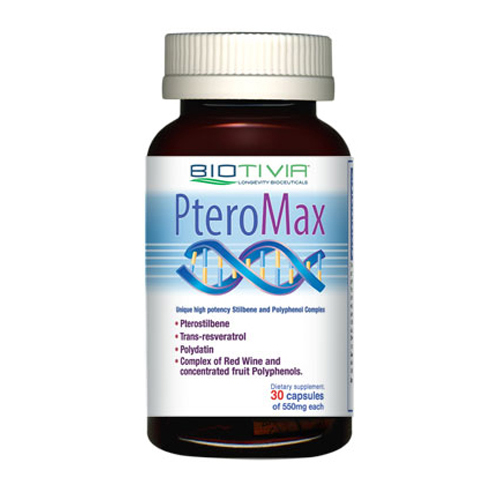 BIOTIVIA
LONGEVITY BIOCEUTICALS
PteroMax
Unique high potency Stilbene and Polyphenol Complex
• Pterostilbene
• Trans-resveratrol
• Polydatin
• Complex of Red Wine and
concentrated fruit Polyphenols.
Dietary supplement
30 capsules
of 550mg each